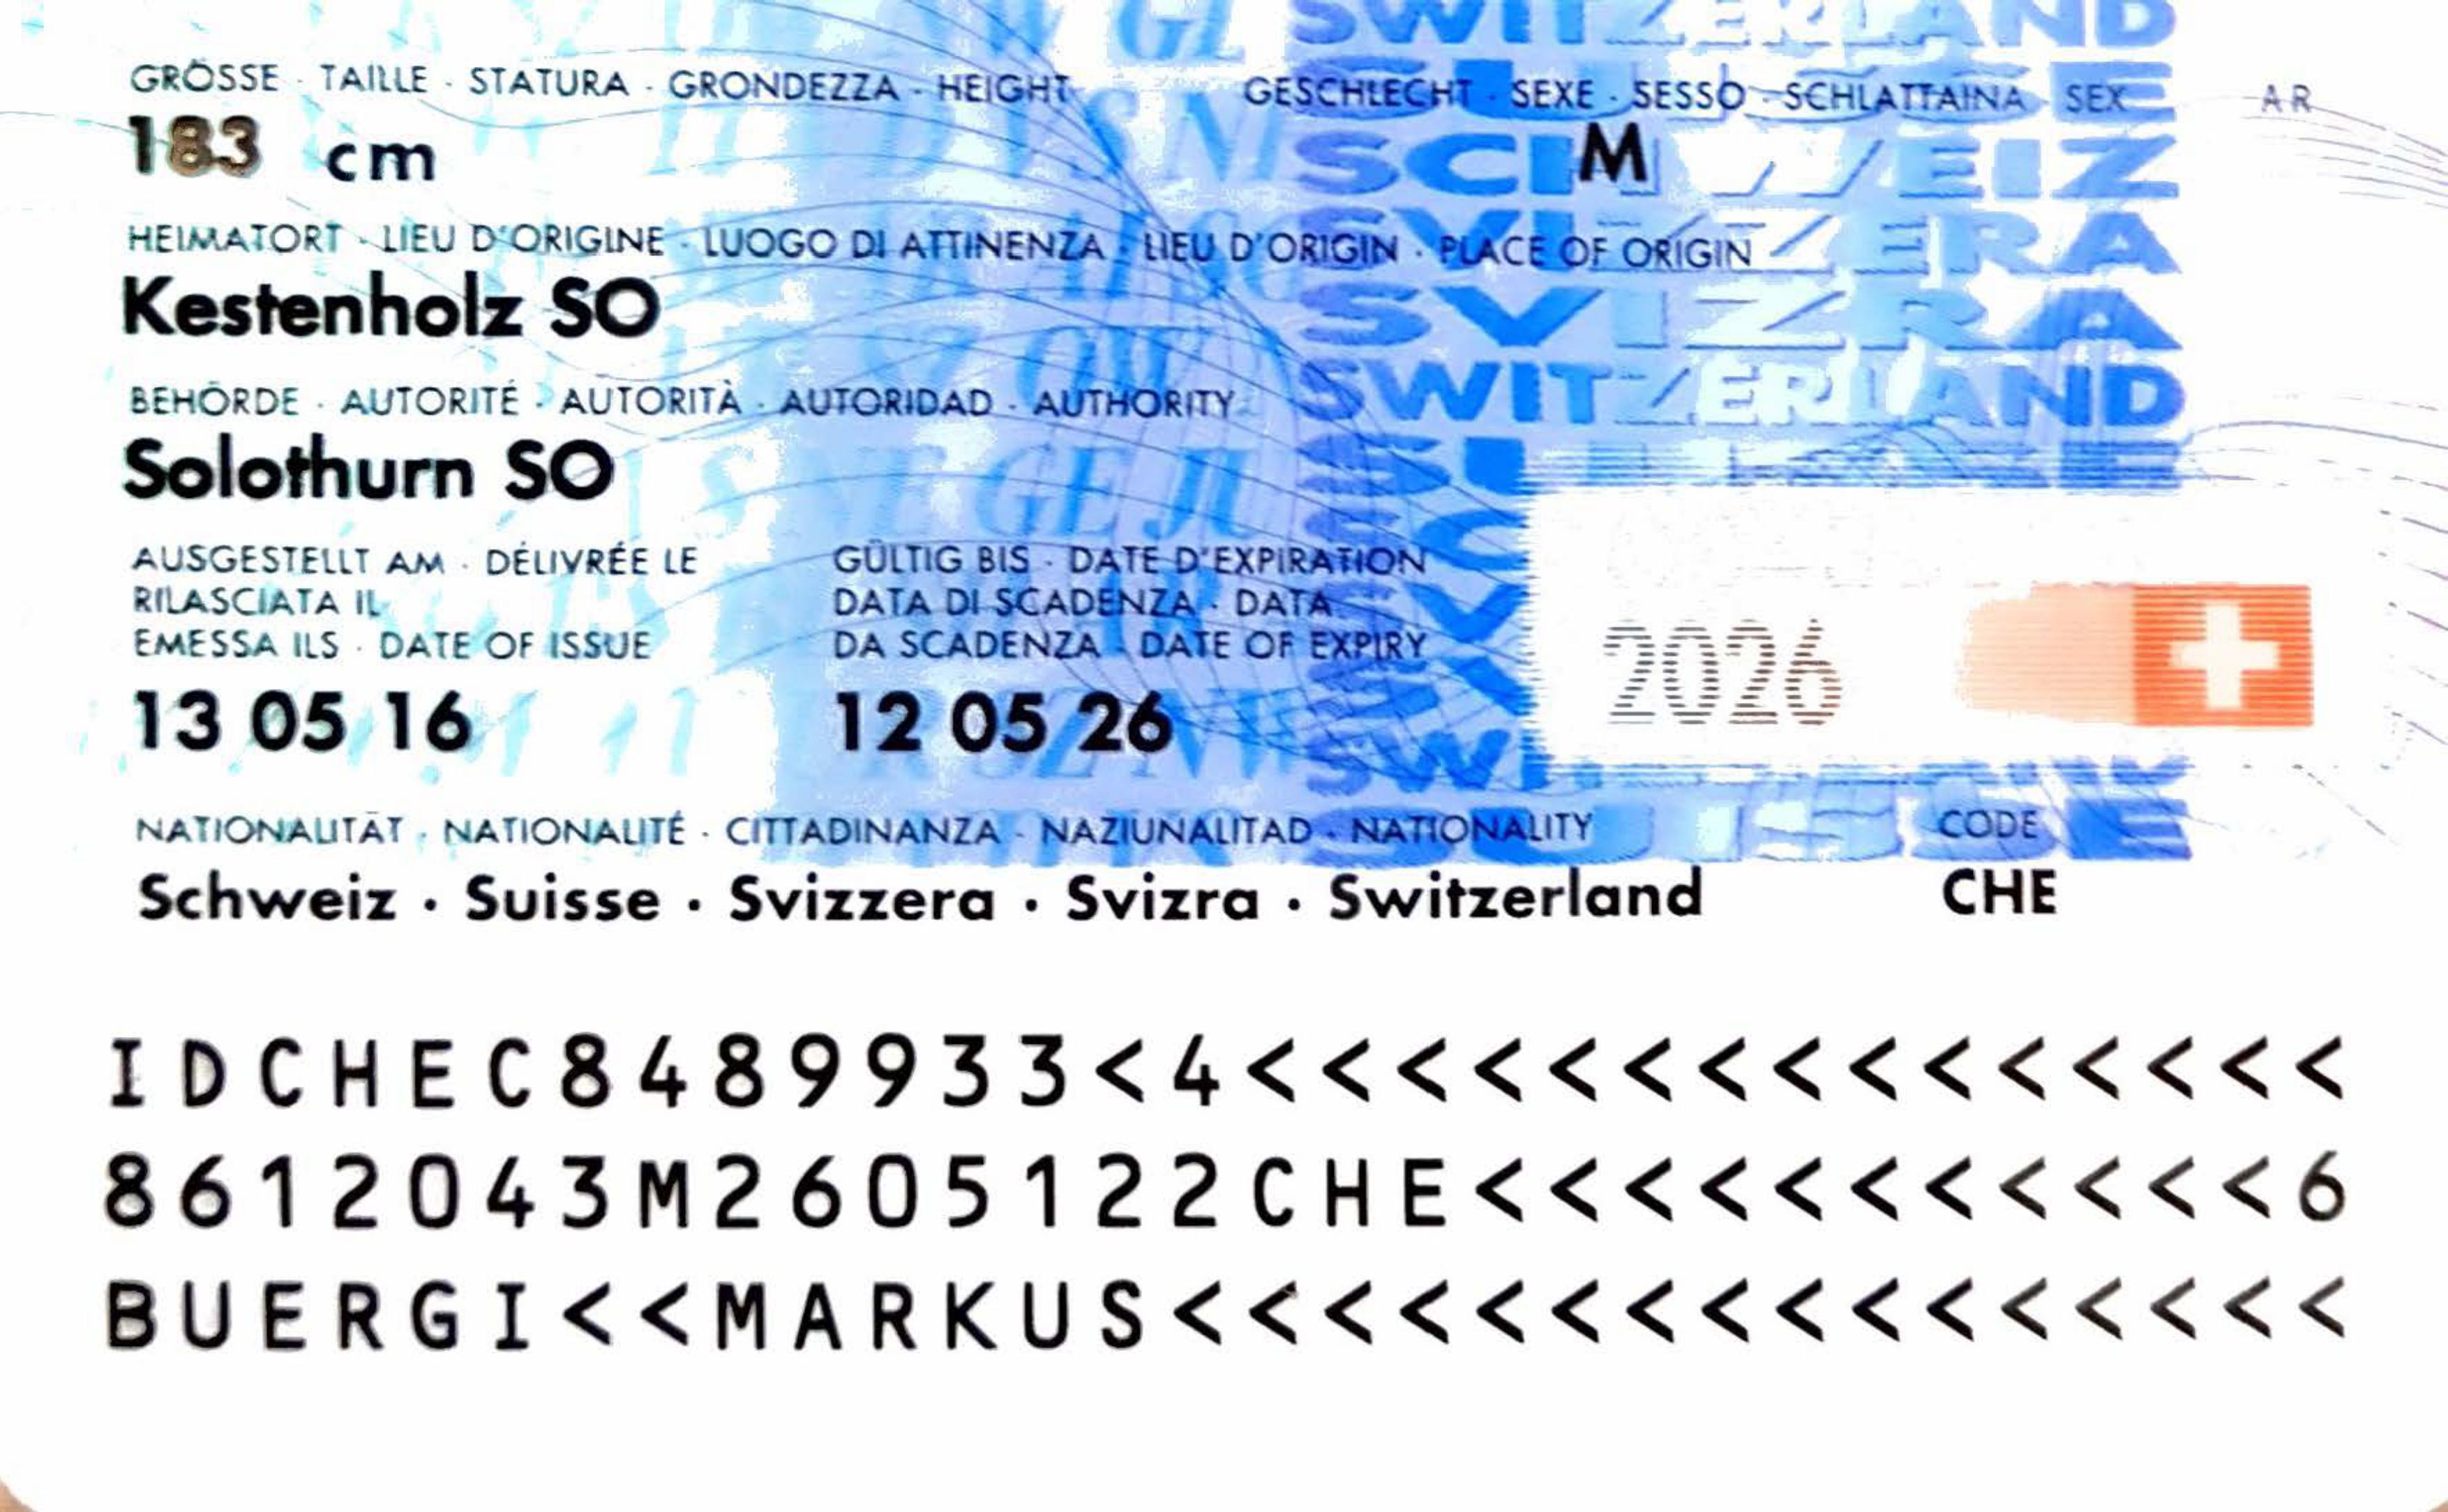 SWITZERLAND
GRÖSSE · TAILLE · STATURA · GRONDEZZA · HEIGHT
GESCHLECHT · SEXE · SESSO · SCHLATTAINA · SEX
AR
183 cm
M
HEIMATORT · LIEU D'ORIGINE · LUOGO DI ATTINENZA · LIEU D'ORIGIN · PLACE OF ORIGIN
Kestenholz SO
SVIZRA
BEHÖRDE · AUTORITÉ · AUTORITÀ · AUTORIDAD · AUTHORITY
SWITZERLAND
Solothurn SO
AUSGESTELLT AM · DÉLIVRÉE LE
RILASCIATA IL
EMESSA ILS · DATE OF ISSUE
13 05 16
GÜLTIG BIS · DATE D'EXPIRATION
DATA DI SCADENZA · DATA
DA SCADENZA · DATE OF EXPIRY
12 05 26
2026
NATIONALITÄT · NATIONALITÉ · CITTADINANZA · NAZIUNALITAD · NATIONALITY
CODE
Schweiz · Suisse · Svizzera · Svizra · Switzerland
CHE
IDCHEC8489933<4<<<<<<<<<<<<<<<
8612043M2605122CHE<<<<<<<<<<<6
BUERGI<<MARKUS<<<<<<<<<<<<<<<<